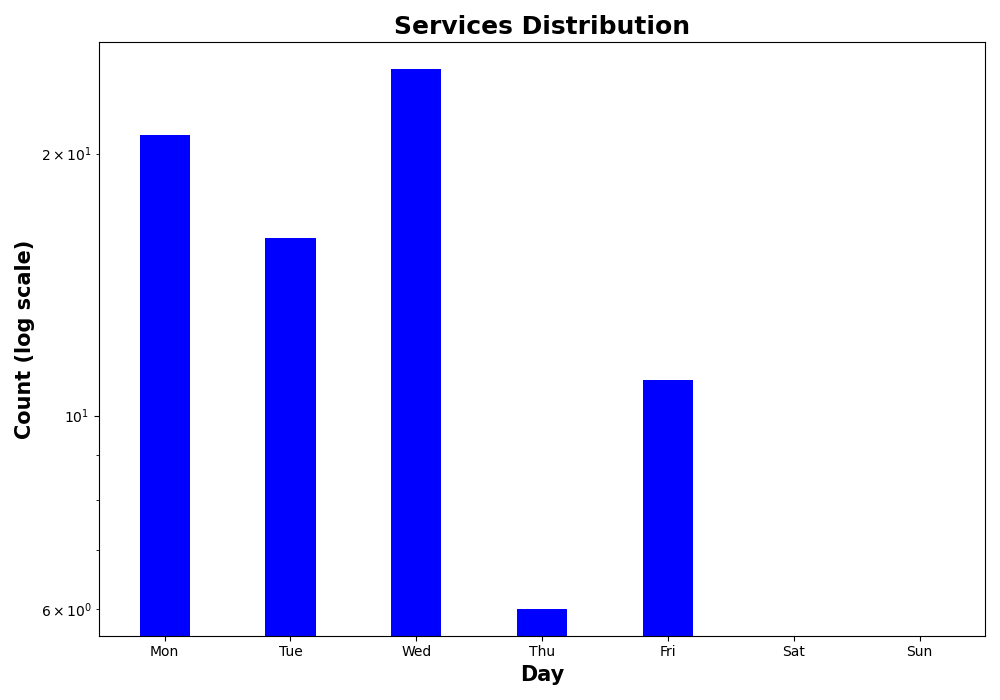 Services Distribution
Count (log scale)
2 × 10¹
10¹
6 × 10⁰
Mon Tue Wed Thu Fri Sat Sun
Day